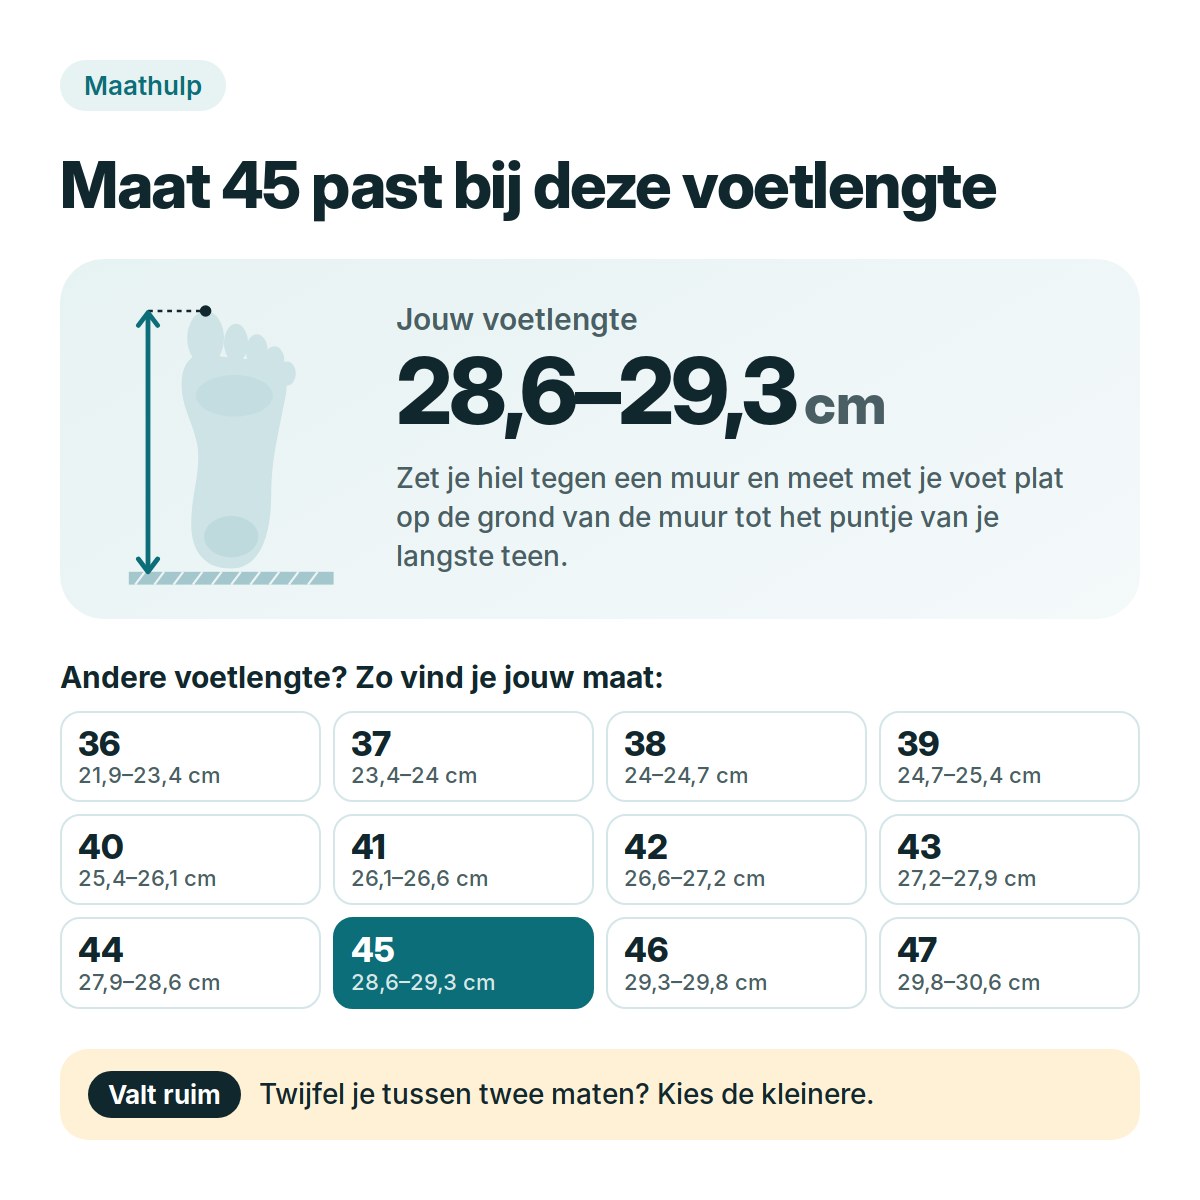 Maathulp
Maat 45 past bij deze voetlengte
Jouw voetlengte
28,6–29,3 cm
Zet je hiel tegen een muur en meet met je voet plat
op de grond van de muur tot het puntje van je
langste teen.
Andere voetlengte? Zo vind je jouw maat:
36
21,9–23,4 cm
37
23,4–24 cm
38
24–24,7 cm
39
24,7–25,4 cm
40
25,4–26,1 cm
41
26,1–26,6 cm
42
26,6–27,2 cm
43
27,2–27,9 cm
44
27,9–28,6 cm
45
28,6–29,3 cm
46
29,3–29,8 cm
47
29,8–30,6 cm
Valt ruim Twijfel je tussen twee maten? Kies de kleinere.